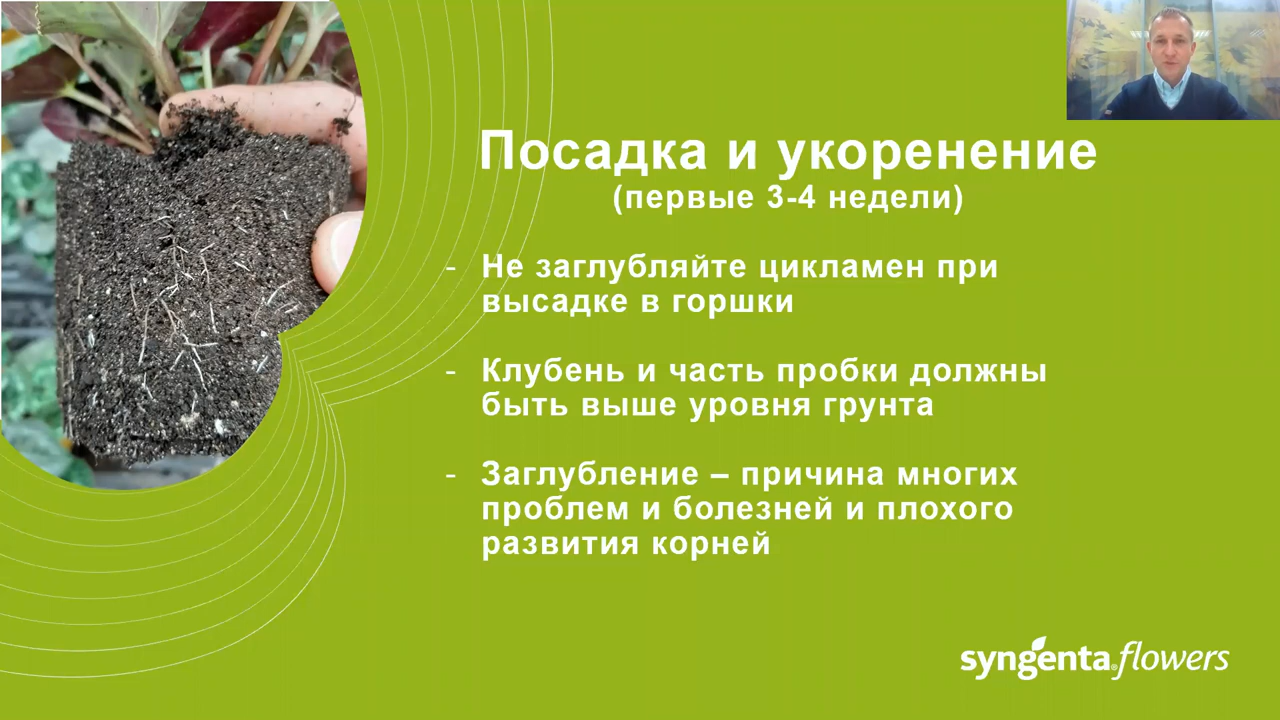 Посадка и укоренение
(первые 3-4 недели)
- Не заглубляйте цикламен при
высадке в горшки
- Клубень и часть пробки должны
быть выше уровня грунта
- Заглубление – причина многих
проблем и болезней и плохого
развития корней
syngenta® flowers